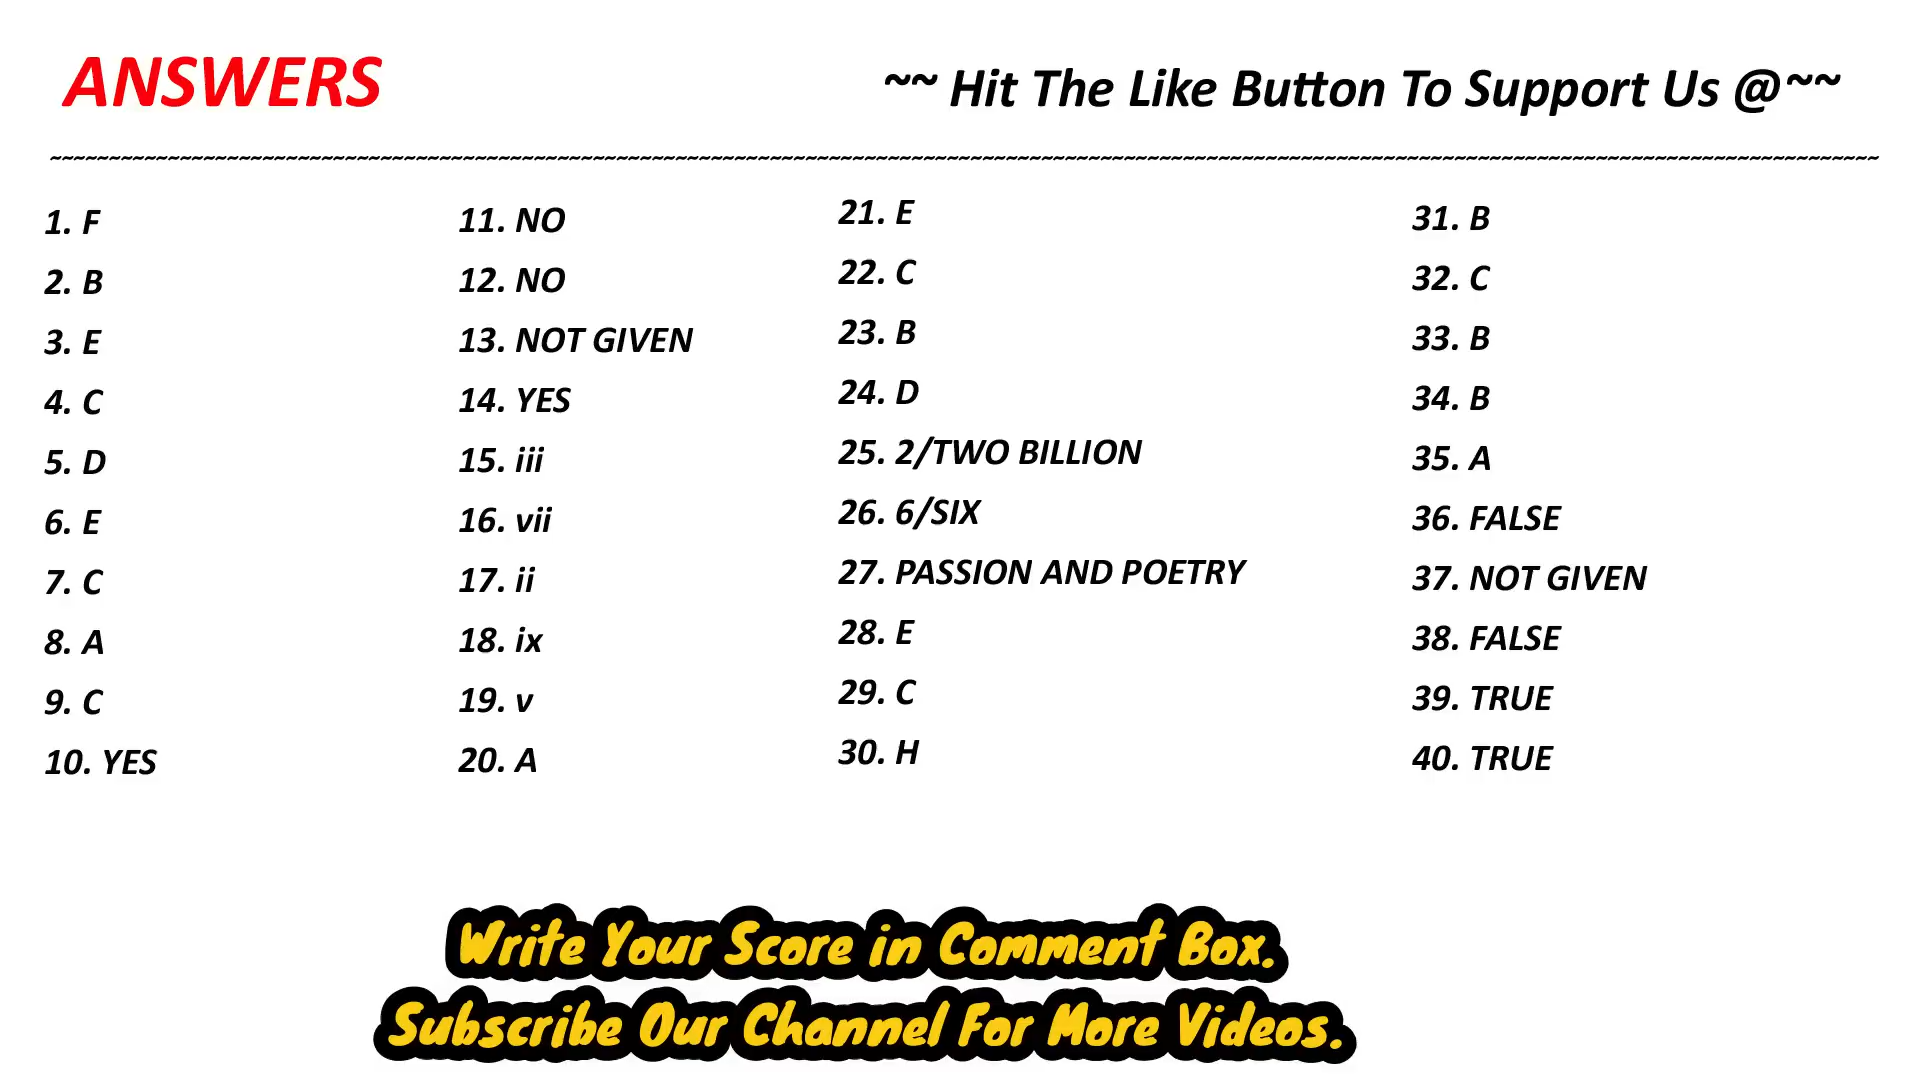 ANSWERS
~~ Hit The Like Button To Support Us @~~
~~~~~~~~~~~~~~~~~~~~~~~~~~~~~~~~~~~~~~~~~~~~~~~~~~~~~~~~~~~~~~~~~~~~~~~~~~~~~~~~~~~~~~~~~~~~~~~~~~~~~~~~~~~~~~~~~~~~~~~~~~~~~~~~~~~~~~~~~~~~~~~~~~~~~~~~
1. F
2. B
3. E
4. C
5. D
6. E
7. C
8. A
9. C
10. YES
11. NO
12. NO
13. NOT GIVEN
14. YES
15. iii
16. vii
17. ii
18. ix
19. v
20. A
21. E
22. C
23. B
24. D
25. 2/TWO BILLION
26. 6/SIX
27. PASSION AND POETRY
28. E
29. C
30. H
31. B
32. C
33. B
34. B
35. A
36. FALSE
37. NOT GIVEN
38. FALSE
39. TRUE
40. TRUE
Write Your Score in Comment Box.
Subscribe Our Channel For More Videos.